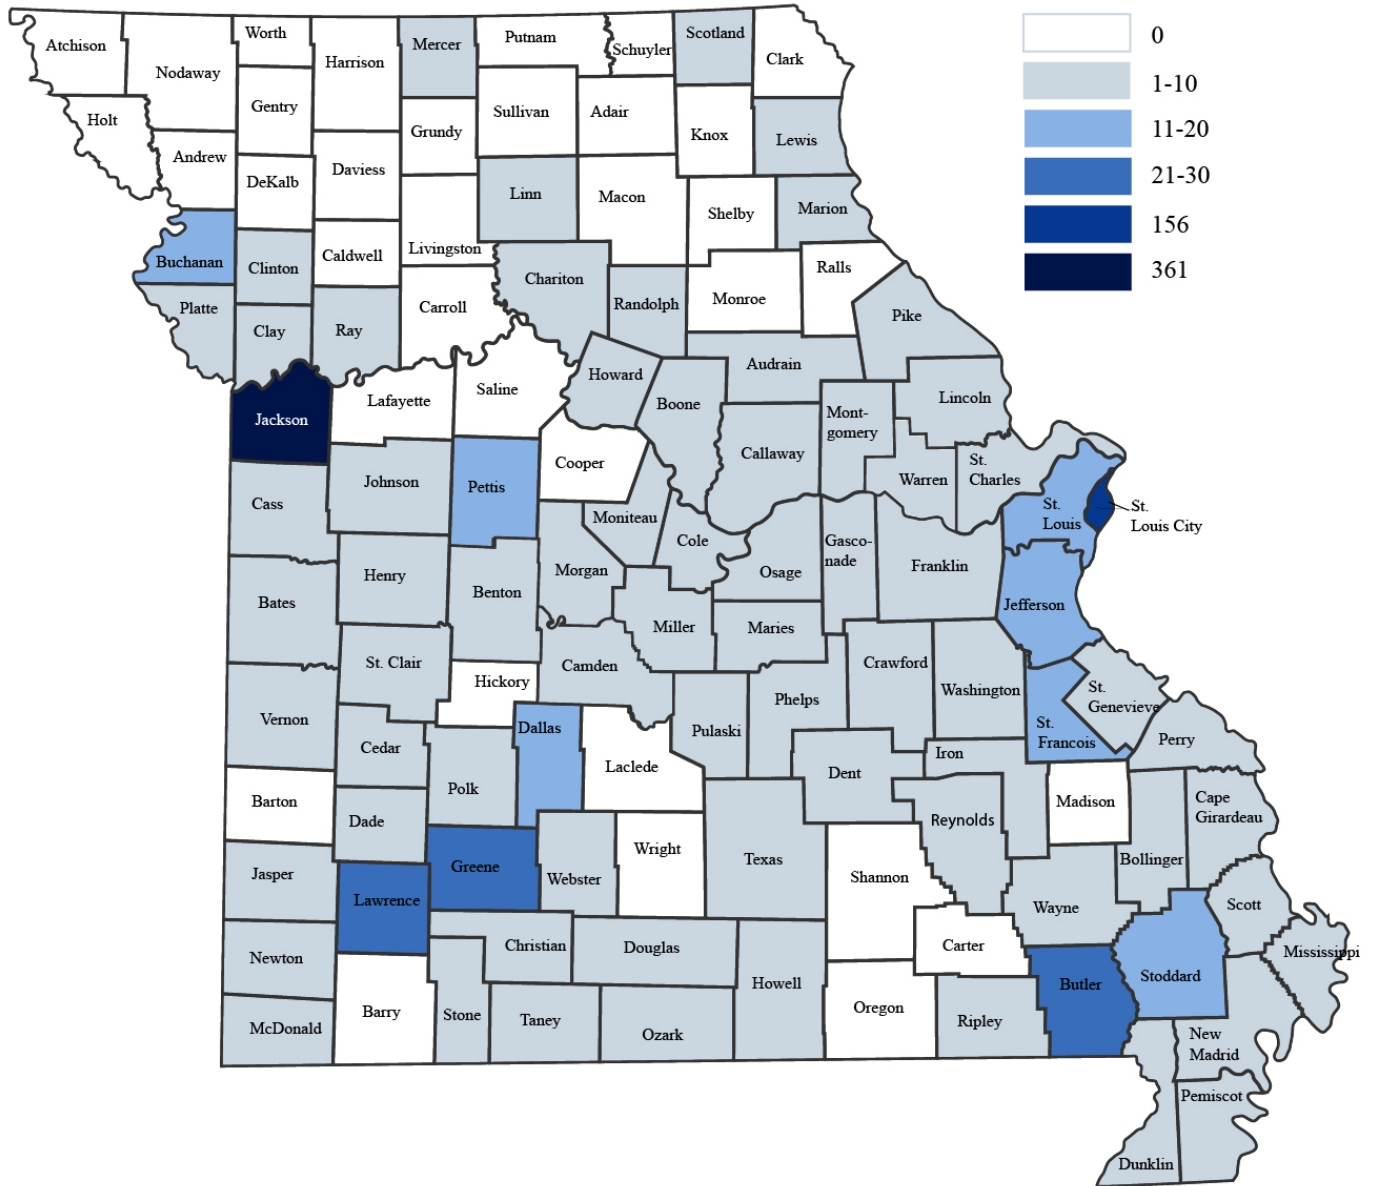 Atchison
Nodaway
Worth
Harrison
Mercer
Putnam
Schuyler
Scotland
Clark
0
1-10
11-20
21-30
156
361
Holt
Andrew
Gentry
DeKalb
Daviess
Grundy
Sullivan
Adair
Knox
Lewis
Linn
Macon
Shelby
Marion
Buchanan
Clinton
Caldwell
Livingston
Chariton
Randolph
Monroe
Ralls
Pike
Platte
Clay
Ray
Carroll
Howard
Boone
Audrain
Lincoln
Jackson
Lafayette
Saline
Cooper
Callaway
Mont-
gomery
Warren
St.
Charles
Cass
Johnson
Pettis
Moniteau
Cole
Osage
Gasco-
nade
Franklin
St.
Louis
St.
Louis City
Bates
Henry
Benton
Morgan
Miller
Maries
Jefferson
St. Clair
Hickory
Camden
Pulaski
Phelps
Crawford
Washington
St.
Francois
St.
Genevieve
Perry
Vernon
Cedar
Polk
Dallas
Laclede
Dent
Iron
Reynolds
Madison
Cape
Girardeau
Barton
Dade
Greene
Webster
Wright
Texas
Shannon
Wayne
Bollinger
Scott
Jasper
Lawrence
Christian
Douglas
Howell
Carter
Butler
Stoddard
Mississippi
Newton
McDonald
Barry
Stone
Taney
Ozark
Oregon
Ripley
New
Madrid
Pemiscot
Dunklin